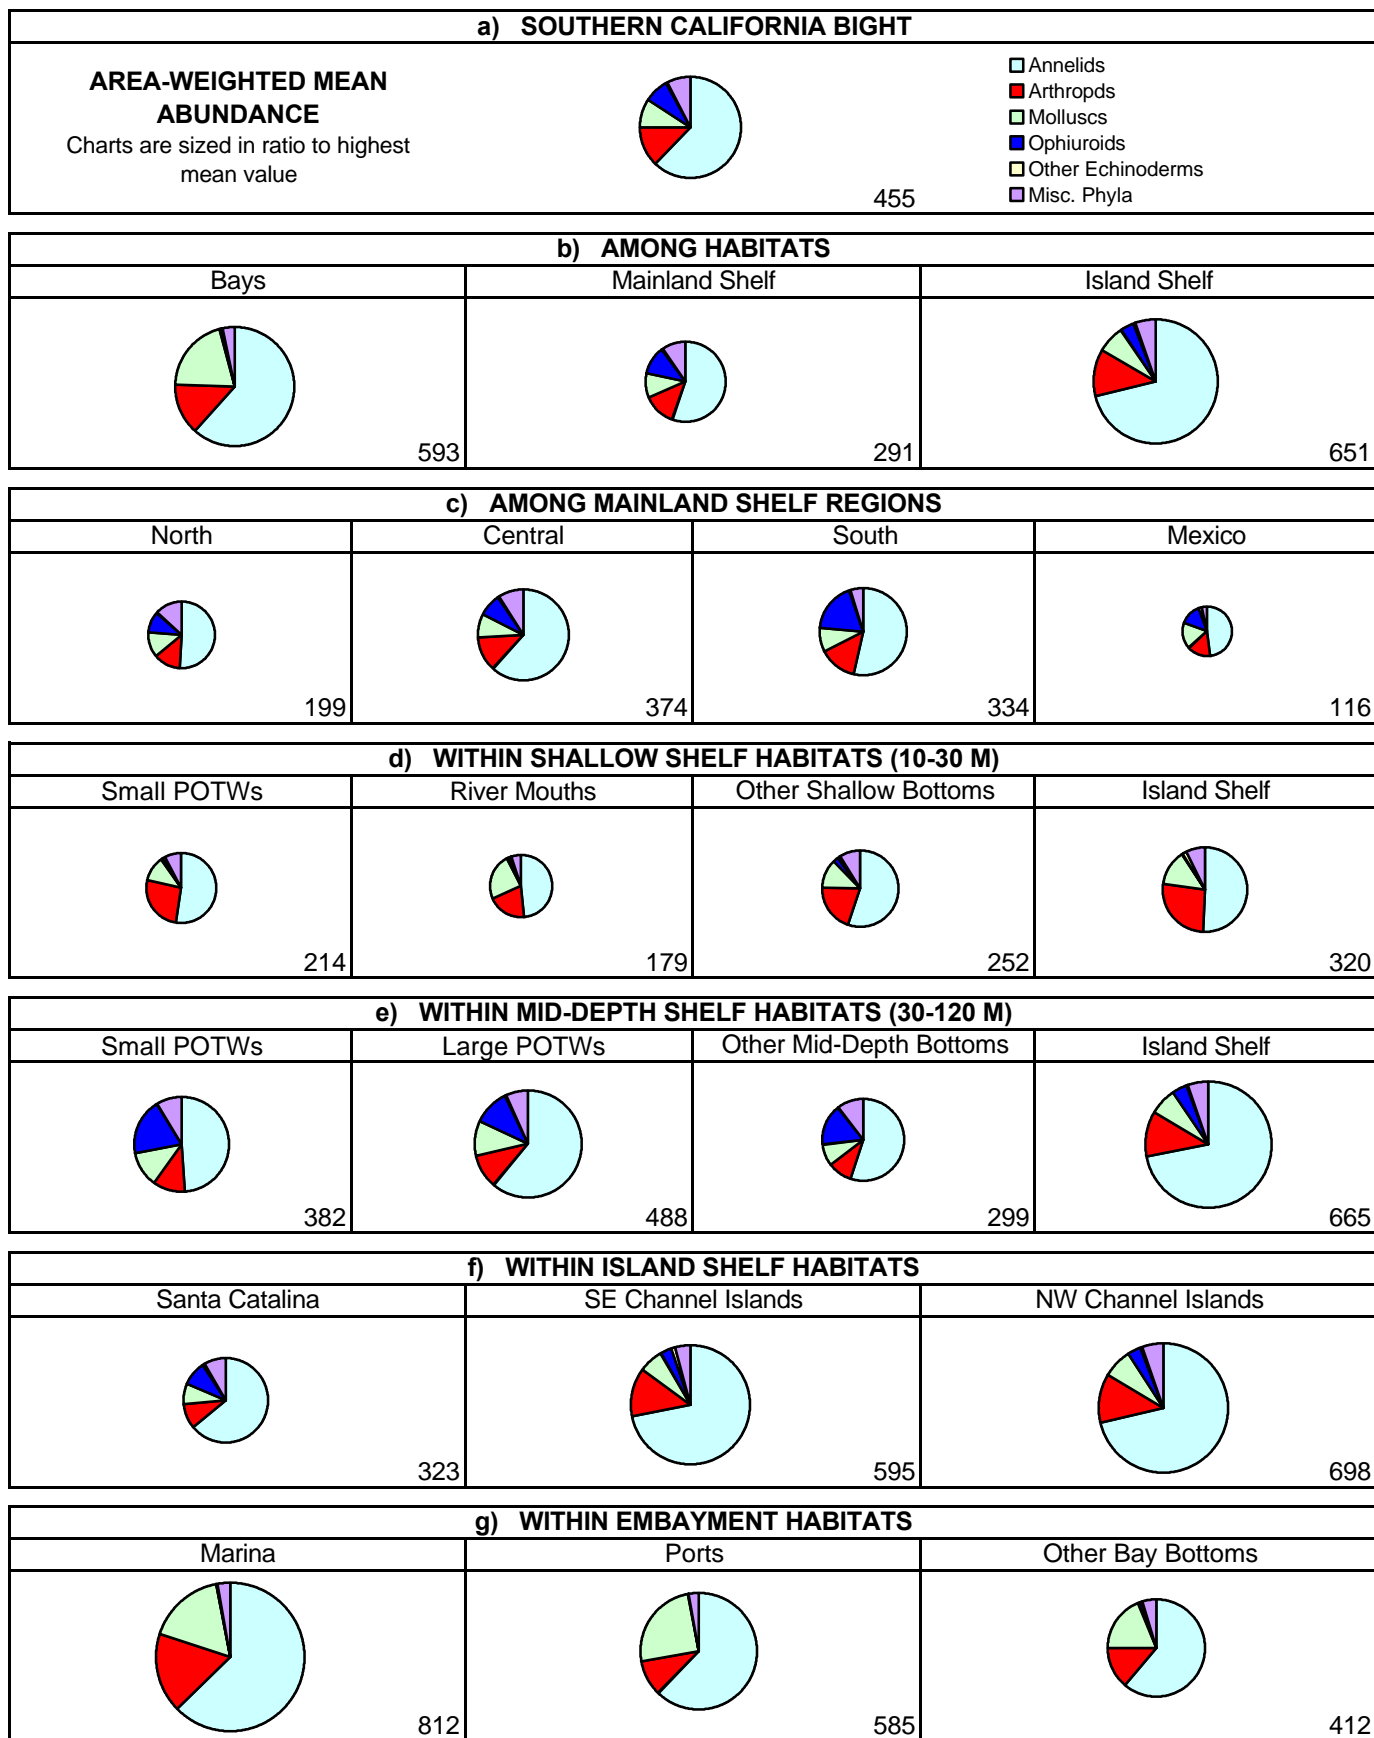 a) SOUTHERN CALIFORNIA BIGHT
AREA-WEIGHTED MEAN
ABUNDANCE
Charts are sized in ratio to highest
mean value
455
Annelids
Arthropds
Molluscs
Ophiuroids
Other Echinoderms
Misc. Phyla
b) AMONG HABITATS
Bays Mainland Shelf Island Shelf
593 291 651
c) AMONG MAINLAND SHELF REGIONS
North Central South Mexico
199 374 334 116
d) WITHIN SHALLOW SHELF HABITATS (10-30 M)
Small POTWs River Mouths Other Shallow Bottoms Island Shelf
214 179 252 320
e) WITHIN MID-DEPTH SHELF HABITATS (30-120 M)
Small POTWs Large POTWs Other Mid-Depth Bottoms Island Shelf
382 488 299 665
f) WITHIN ISLAND SHELF HABITATS
Santa Catalina SE Channel Islands NW Channel Islands
323 595 698
g) WITHIN EMBAYMENT HABITATS
Marina Ports Other Bay Bottoms
812 585 412